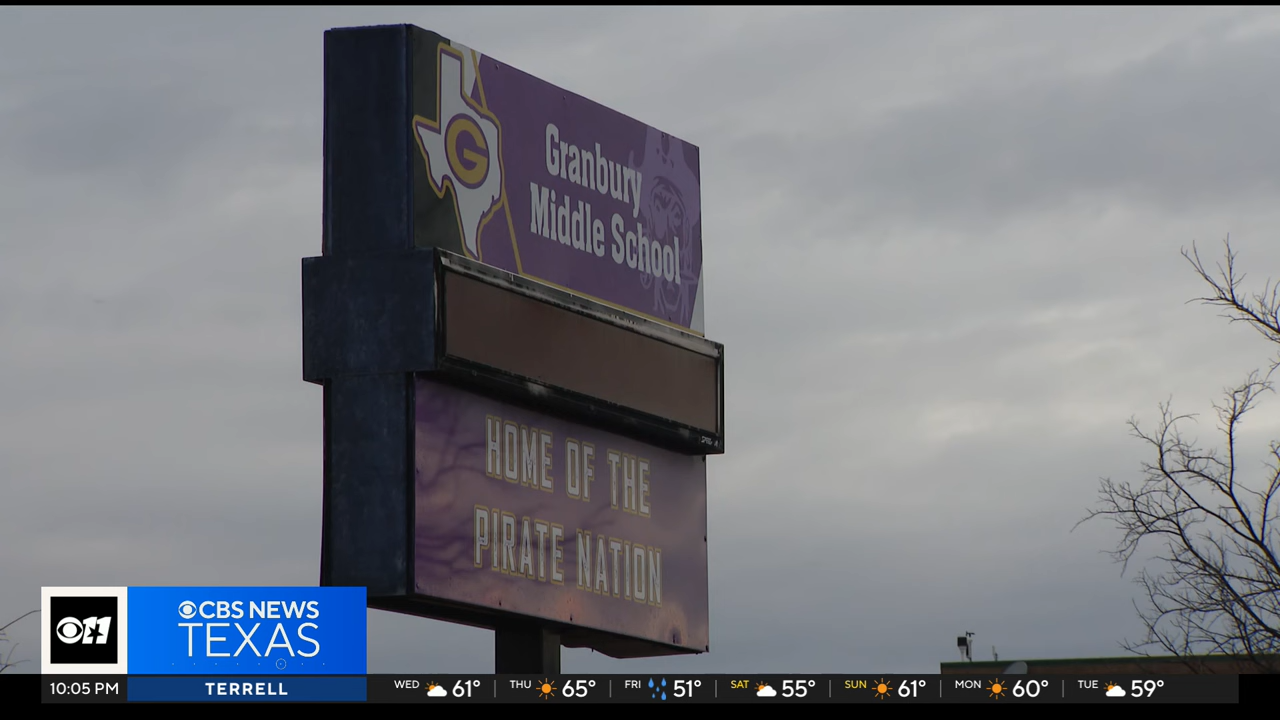 G
Granbury
Middle School
HOME OF THE
PIRATE NATION
11
CBS NEWS
TEXAS
10:05 PM
TERRELL
WED 61° THU 65° FRI 51° SAT 55° SUN 61° MON 60° TUE 59°